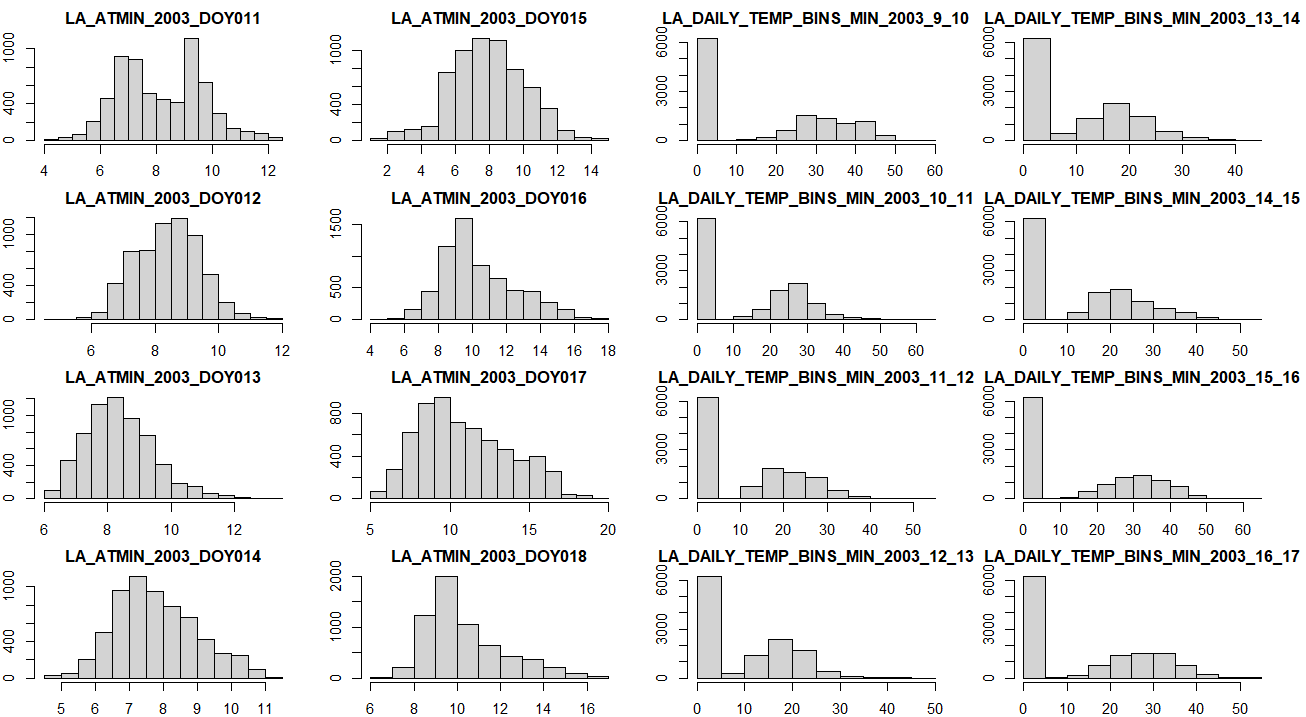 LA_ATMIN_2003_DOY011
0 400 1000
4 6 8 10 12
LA_ATMIN_2003_DOY015
0 400 1000
2 4 6 8 10 12 14
LA_DAILY_TEMP_BINS_MIN_2003_9_10
0 3000 6000
0 10 20 30 40 50 60
LA_DAILY_TEMP_BINS_MIN_2003_13_14
0 3000 6000
0 10 20 30 40
LA_ATMIN_2003_DOY012
0 400 1000
6 8 10 12
LA_ATMIN_2003_DOY016
0 500 1500
4 6 8 10 12 14 16 18
LA_DAILY_TEMP_BINS_MIN_2003_10_11
0 3000 6000
0 10 20 30 40 50 60
LA_DAILY_TEMP_BINS_MIN_2003_14_15
0 3000 6000
0 10 20 30 40 50
LA_ATMIN_2003_DOY013
0 400 1000
6 8 10 12
LA_ATMIN_2003_DOY017
0 400 800
5 10 15 20
LA_DAILY_TEMP_BINS_MIN_2003_11_12
0 3000 6000
0 10 20 30 40 50
LA_DAILY_TEMP_BINS_MIN_2003_15_16
0 3000 6000
0 10 20 30 40 50 60
LA_ATMIN_2003_DOY014
0 400 1000
5 6 7 8 9 10 11
LA_ATMIN_2003_DOY018
0 1000 2000
6 8 10 12 14 16
LA_DAILY_TEMP_BINS_MIN_2003_12_13
0 3000 6000
0 10 20 30 40 50
LA_DAILY_TEMP_BINS_MIN_2003_16_17
0 3000 6000
0 10 20 30 40 50